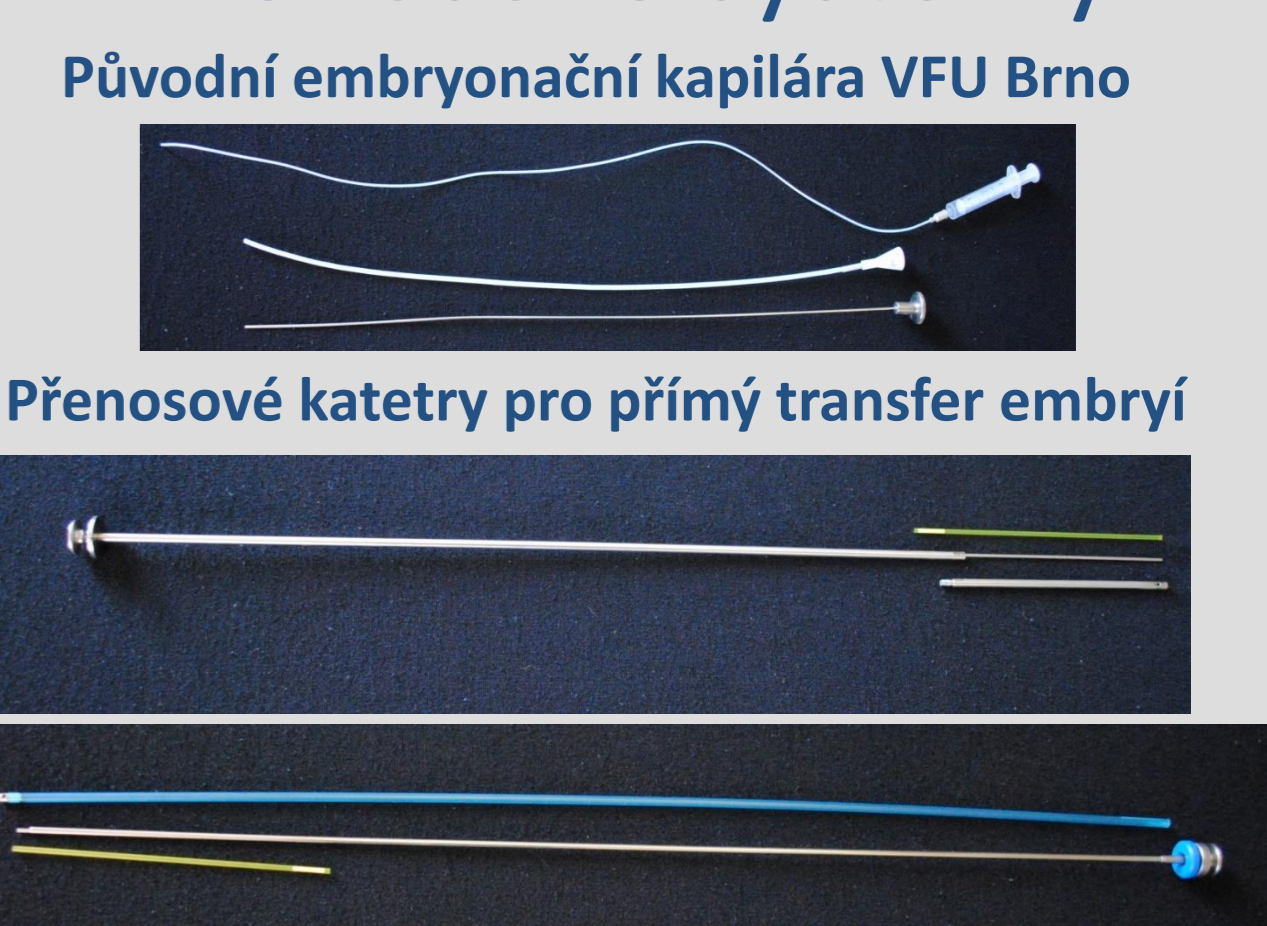 Původní embryonační kapilára VFU Brno
Přenosové katetry pro přímý transfer embryí